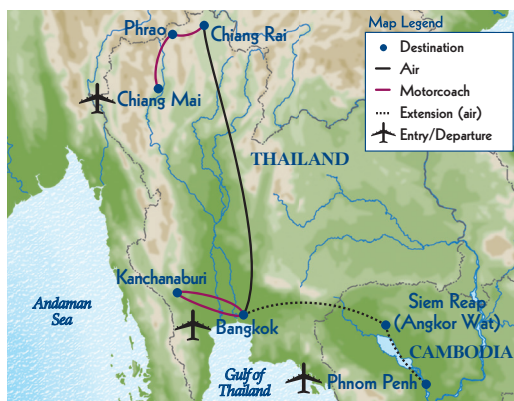 Map Legend
Destination
Air
Motorcoach
Extension (air)
Entry/Departure
Phrao
Chiang Rai
Chiang Mai
THAILAND
Kanchanaburi
Andaman
Sea
Bangkok
Siem Reap
(Angkor Wat)
CAMBODIA
Gulf of
Thailand
Phnom Penh